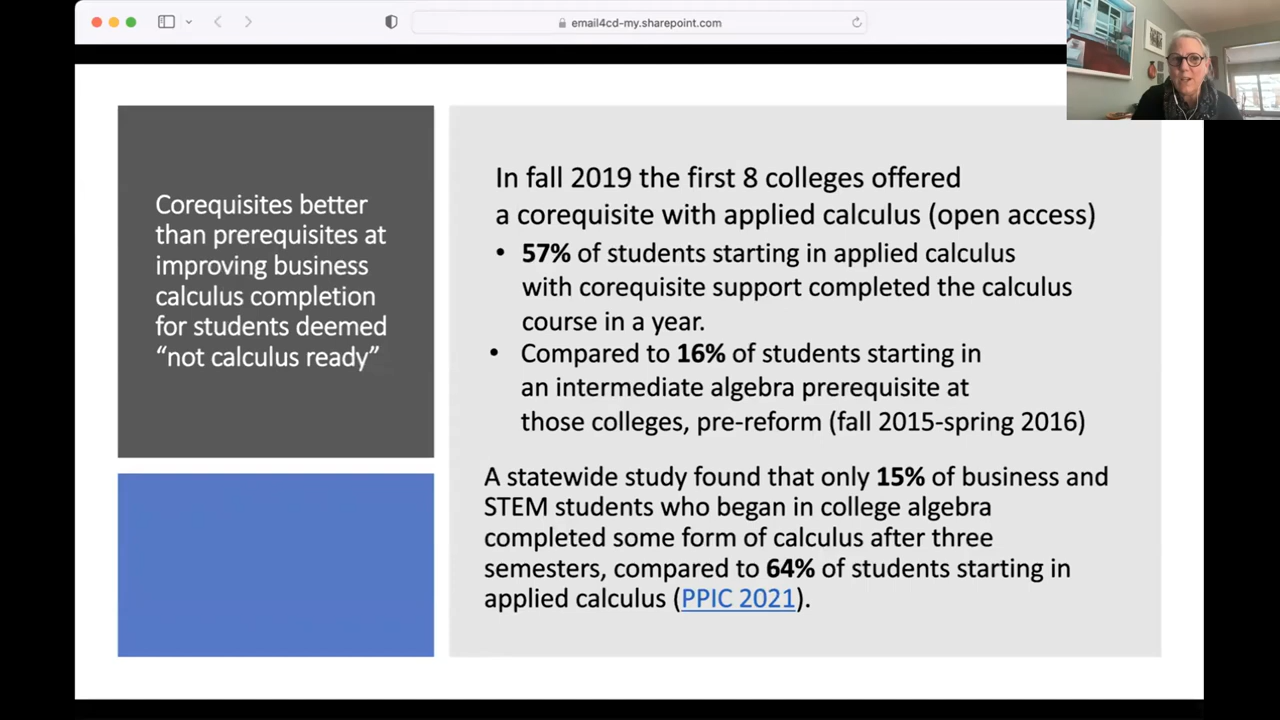 email4cd-my.sharepoint.com
Corequisites better
than prerequisites at
improving business
calculus completion
for students deemed
“not calculus ready”
In fall 2019 the first 8 colleges offered
a corequisite with applied calculus (open access)
• 57% of students starting in applied calculus
with corequisite support completed the calculus
course in a year.
• Compared to 16% of students starting in
an intermediate algebra prerequisite at
those colleges, pre-reform (fall 2015-spring 2016)
A statewide study found that only 15% of business and
STEM students who began in college algebra
completed some form of calculus after three
semesters, compared to 64% of students starting in
applied calculus (PPIC 2021).